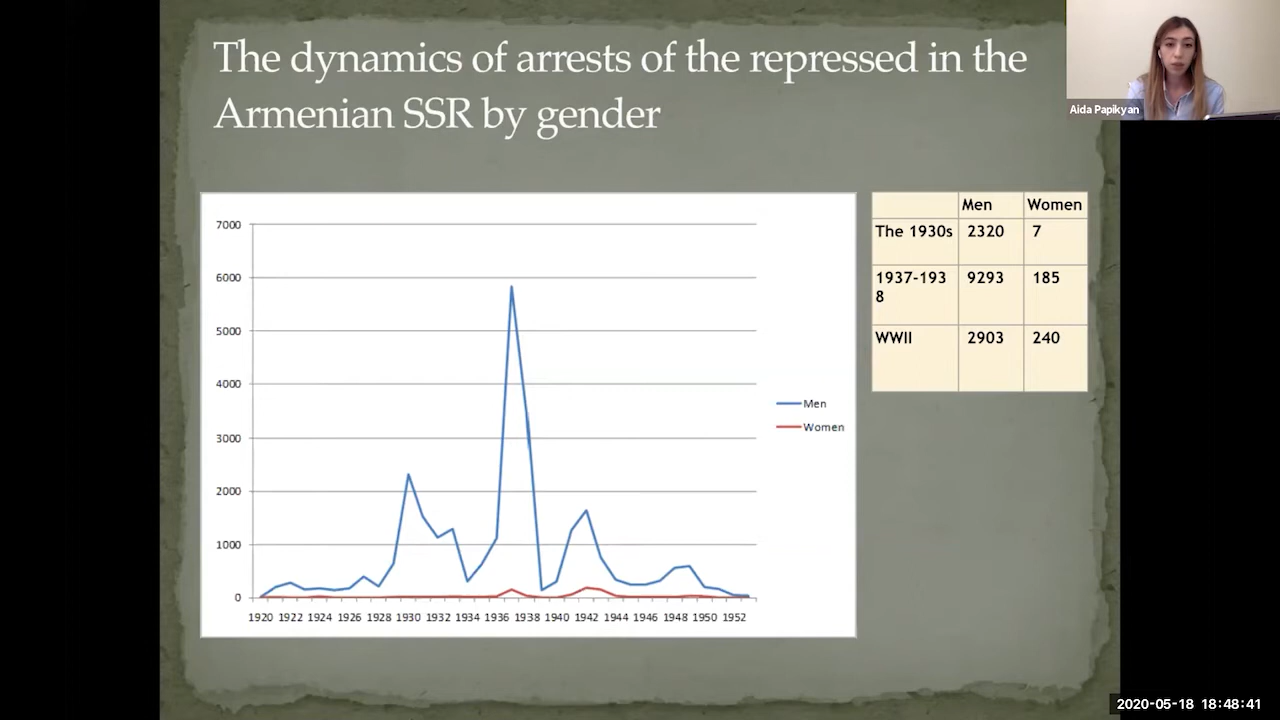 The dynamics of arrests of the repressed in the
Armenian SSR by gender
Aida Papikyan
7000
6000
5000
4000
3000
2000
1000
0
1920 1922 1924 1926 1928 1930 1932 1934 1936 1938 1940 1942 1944 1946 1948 1950 1952
Men
Women
Men Women
The 1930s 2320 7
1937-193 9293 185
8
WWII 2903 240
2020-05-18 18:48:41